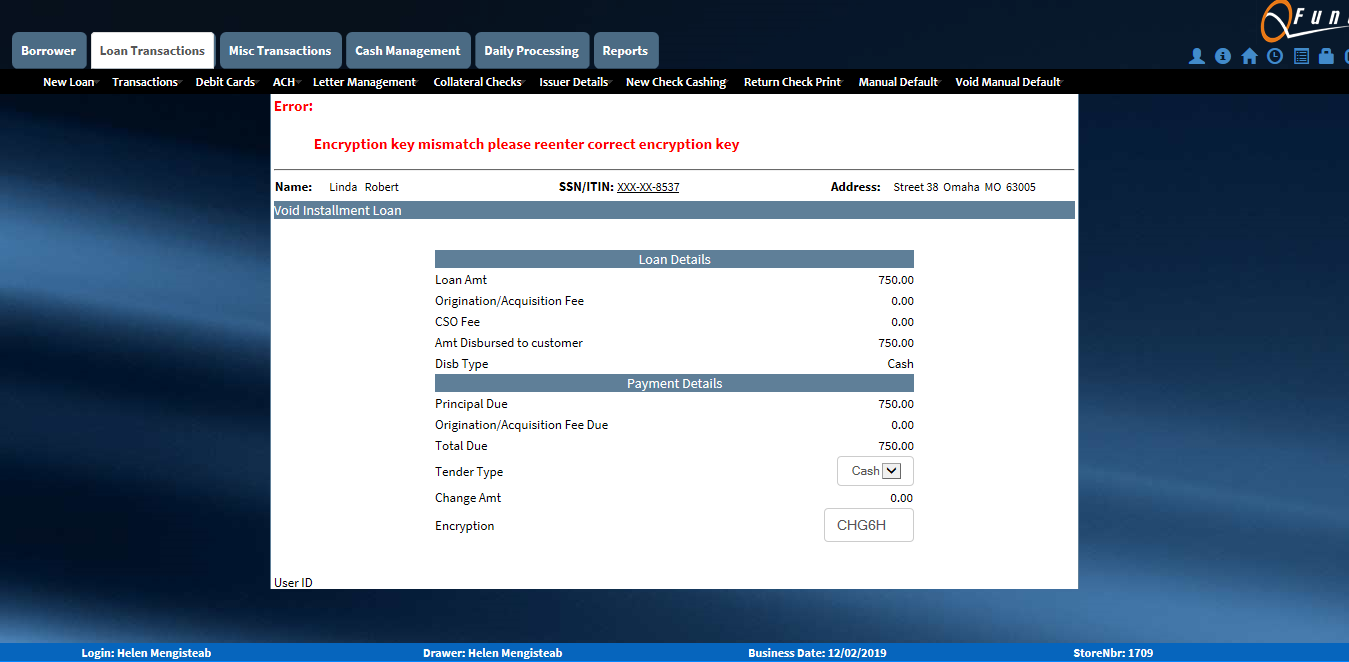 Fun
Borrower Loan Transactions Misc Transactions Cash Management Daily Processing Reports
New Loan Transactions Debit Cards ACH Letter Management Collateral Checks Issuer Details New Check Cashing Return Check Print Manual Default Void Manual Default
Error:
Encryption key mismatch please reenter correct encryption key
Name: Linda Robert SSN/ITIN: XXX-XX-8537 Address: Street 38 Omaha MO 63005
Void Installment Loan
Loan Details
Loan Amt 750.00
Origination/Acquisition Fee 0.00
CSO Fee 0.00
Amt Disbursed to customer 750.00
Disb Type Cash
Payment Details
Principal Due 750.00
Origination/Acquisition Fee Due 0.00
Total Due 750.00
Tender Type Cash
Change Amt 0.00
Encryption CHG6H
User ID
Login: Helen Mengisteab Drawer: Helen Mengisteab Business Date: 12/02/2019 StoreNbr: 1709